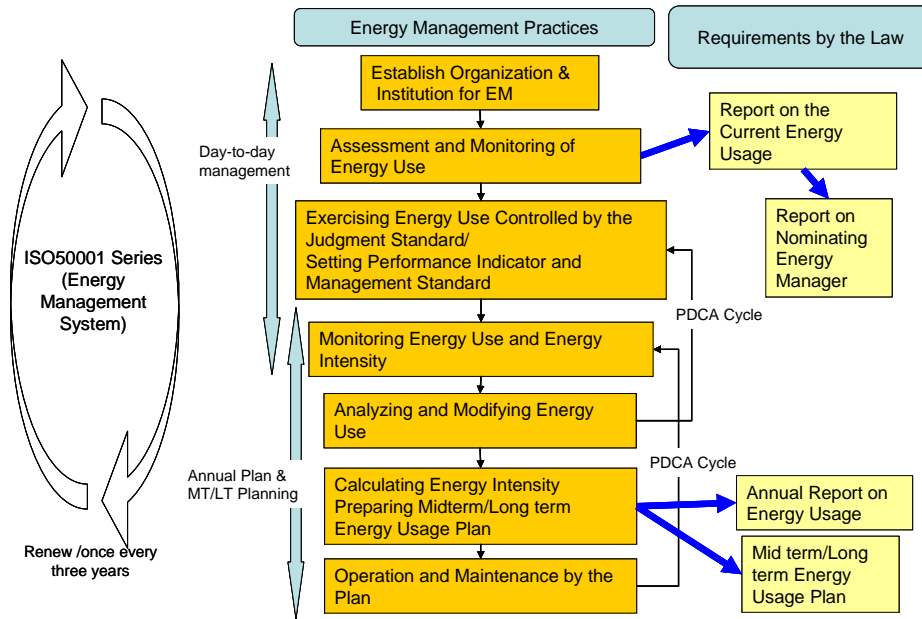 Energy Management Practices
Requirements by the Law
Establish Organization &
Institution for EM
Report on the
Current Energy
Usage
Day-to-day
management
Assessment and Monitoring of
Energy Use
Exercising Energy Use Controlled by the
Judgment Standard/
Setting Performance Indicator and
Management Standard
Report on
Nominating
Energy
Manager
ISO50001 Series
(Energy
Management
System)
PDCA Cycle
Monitoring Energy Use and Energy
Intensity
Analyzing and Modifying Energy
Use
PDCA Cycle
Annual Plan &
MT/LT Planning
Calculating Energy Intensity
Preparing Midterm/Long term
Energy Usage Plan
Annual Report on
Energy Usage
Renew /once every
three years
Operation and Maintenance by the
Plan
Mid term/Long
term Energy
Usage Plan